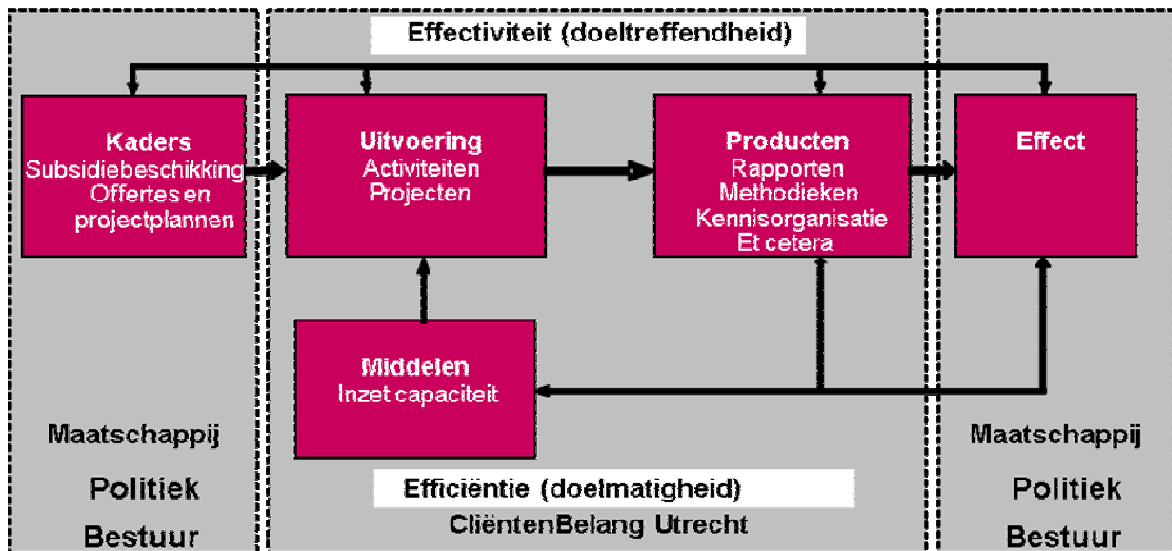 Effectiviteit (doeltreffendheid)
Kaders
Subsidiebeschikking
Offertes en
projectplannen
Uitvoering
Activiteiten
Projecten
Producten
Rapporten
Methodieken
Kennisorganisatie
Et cetera
Effect
Middelen
Inzet capaciteit
Maatschappij
Politiek
Bestuur
Efficiëntie (doelmatigheid)
CliëntenBelang Utrecht
Maatschappij
Politiek
Bestuur